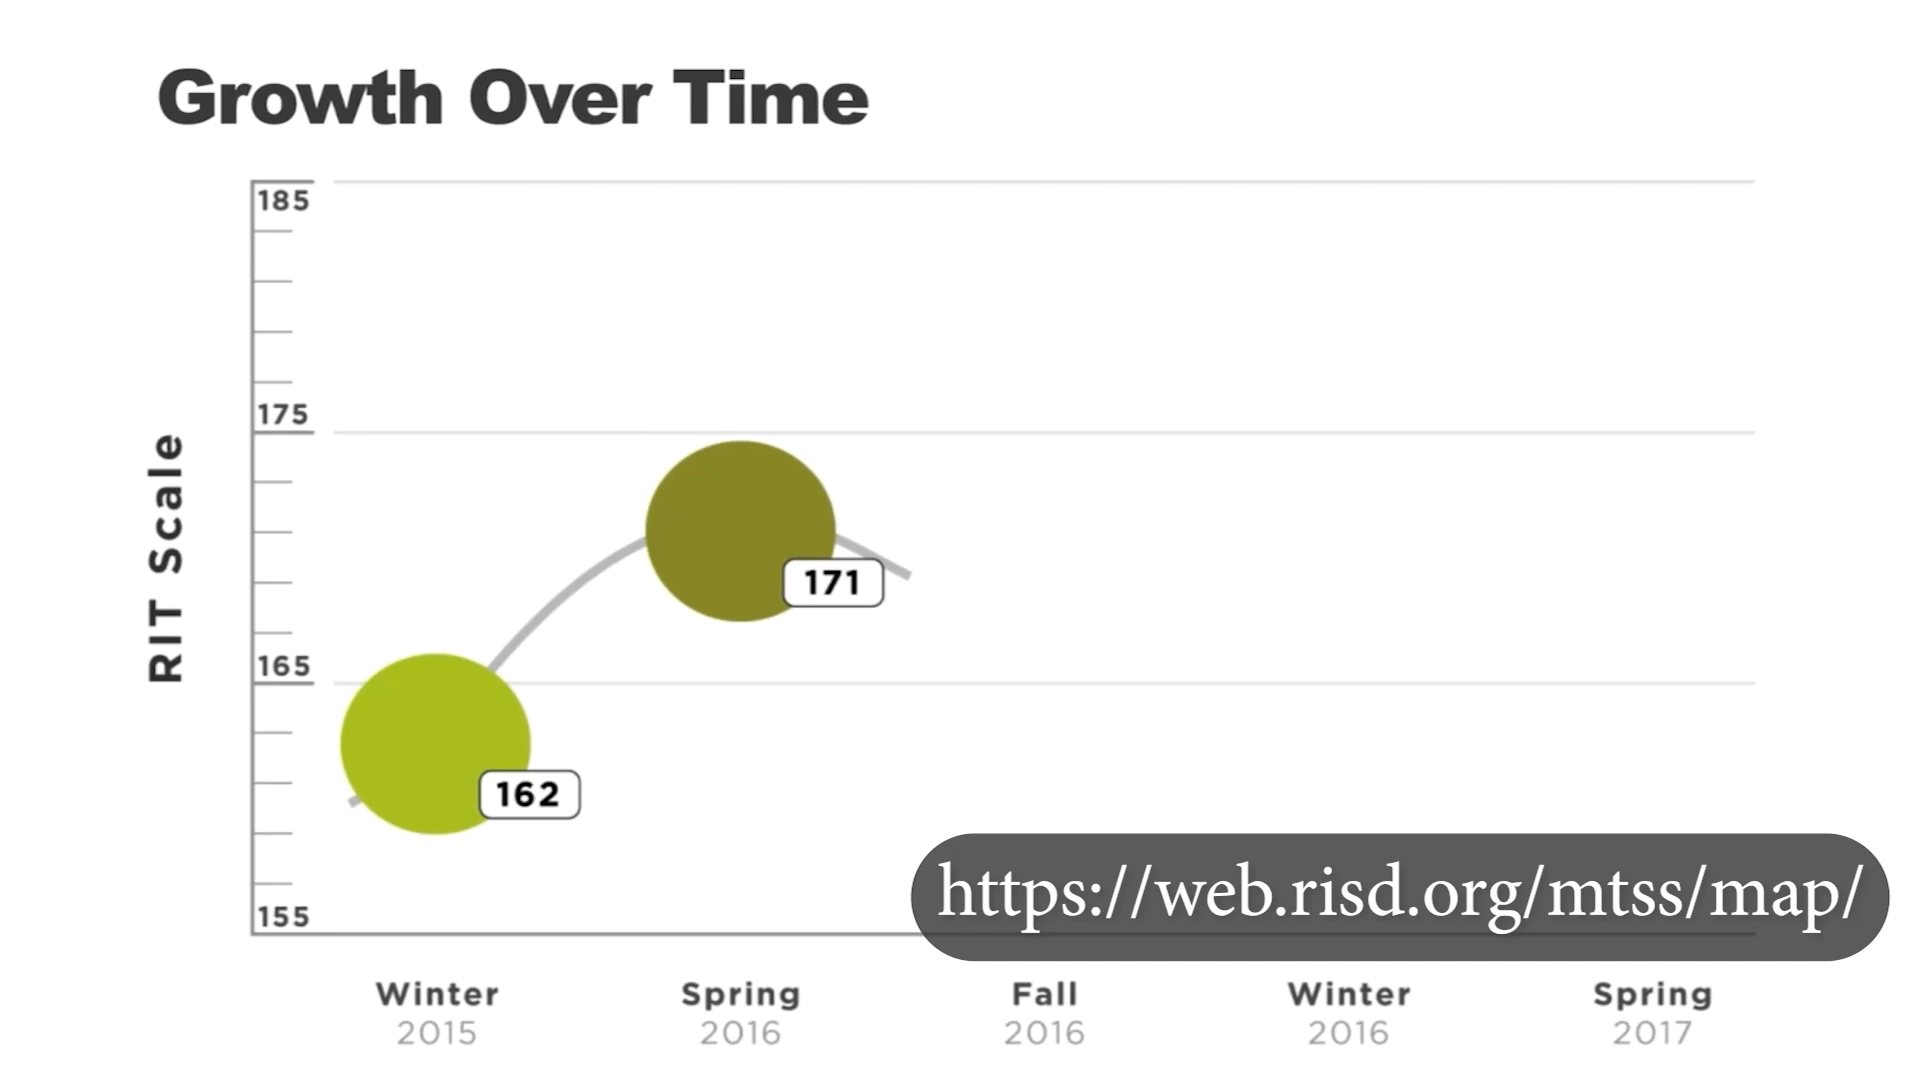 Growth Over Time
185
175
RIT Scale
171
165
162
https://web.risd.org/mtss/map/
155
Winter Spring Fall Winter Spring
2015 2016 2016 2016 2017